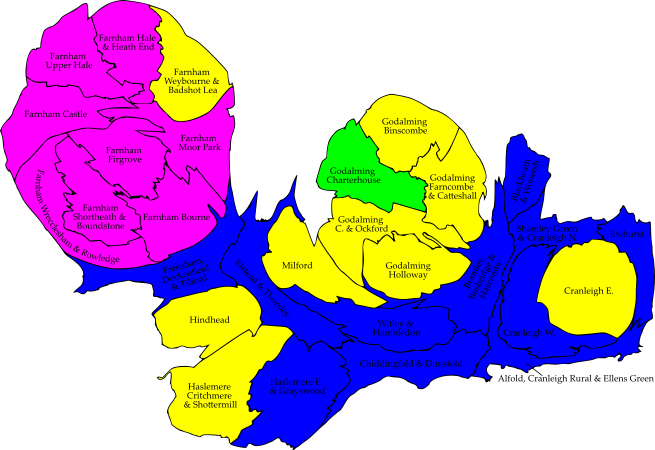 Farnham
Upper Hale
Farnham Hale
& Heath End
Farnham
Weybourne &
Badshot Lea
Farnham Castle
Farnham
Firgrove
Farnham
Moor Park
Farnham
Shortheath &
Boundstone
Farnham Bourne
Farnham Wrecclesham & Rowledge
Godalming
Binscombe
Godalming
Charterhouse
Godalming
Farncombe
& Catteshall
Godalming
C. & Ockford
Godalming
Holloway
Milford
Frensham,
Dockenfield
& Tilford
Elstead & Thursley
Bramley,
Busbridge &
Hascombe
Blackheath
& Wonersh
Shamley Green
& Cranleigh N.
Ewhurst
Cranleigh E.
Cranleigh W.
Witley &
Hambledon
Chiddingfold & Dunsfold
Alfold, Cranleigh Rural & Ellens Green
Hindhead
Haslemere
Critchmere
& Shottermill
Haslemere E.
& Grayswood